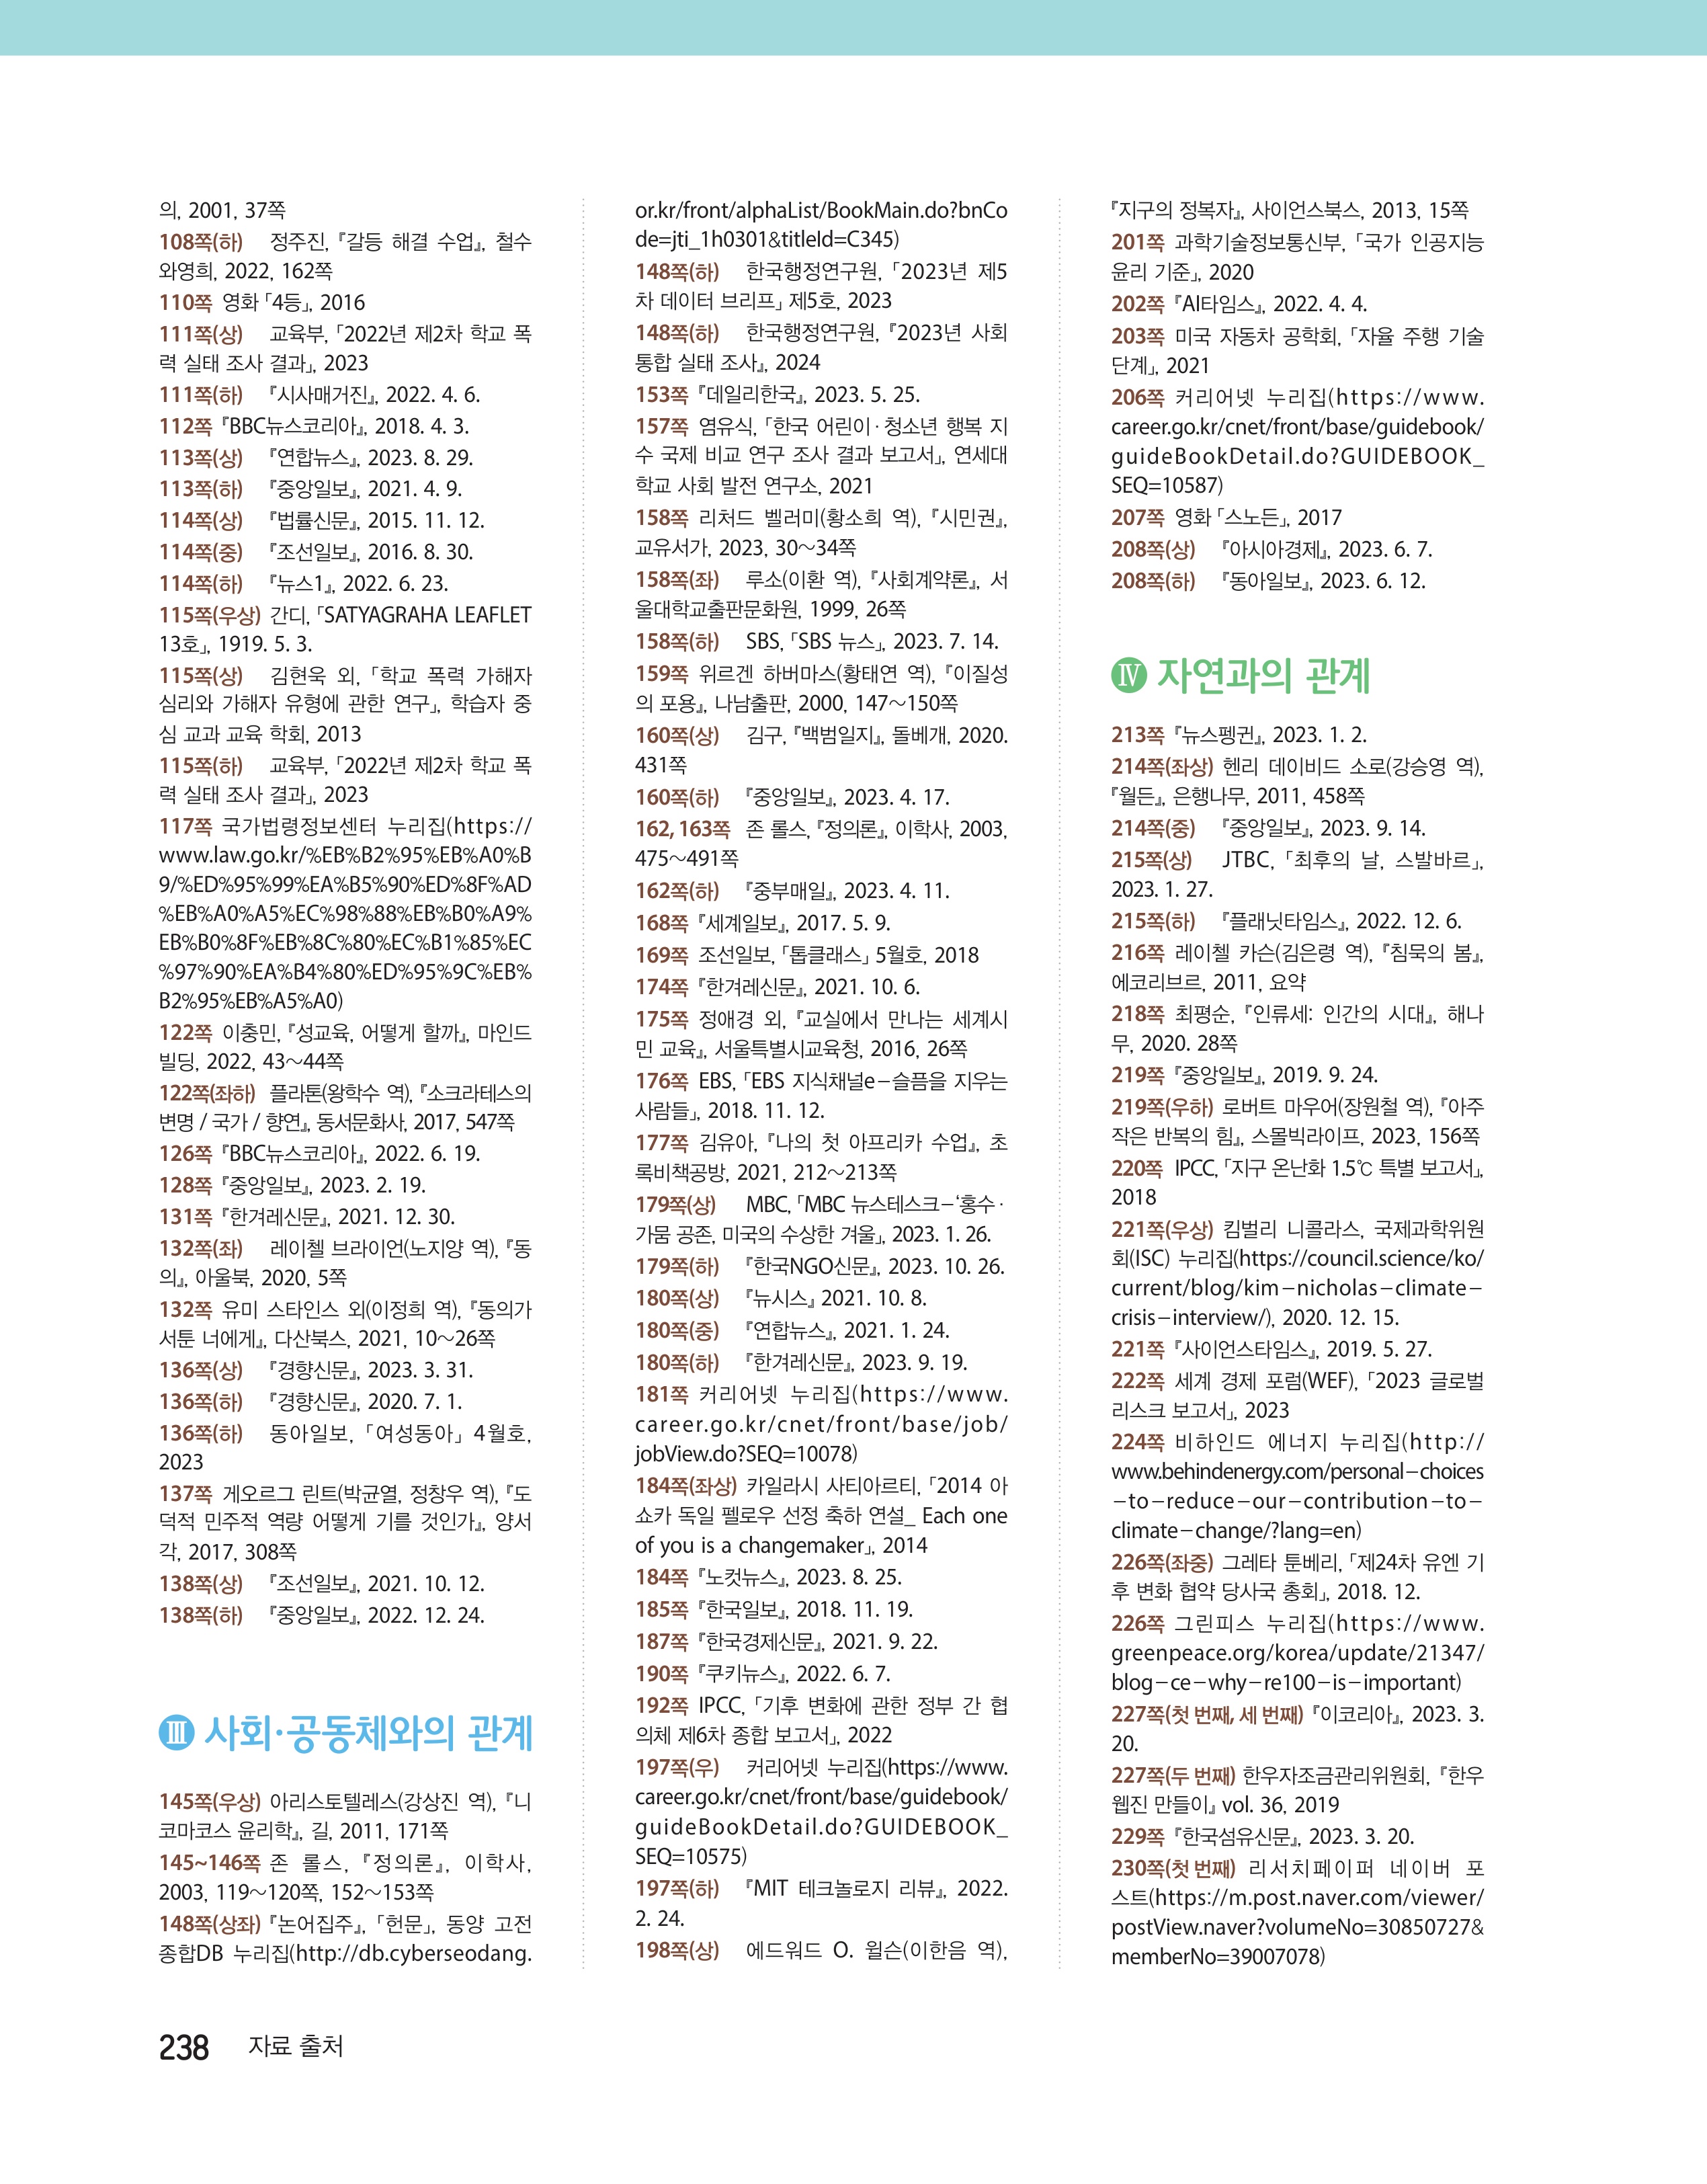 의, 2001, 37쪽
108쪽(하) 정주진, 『갈등 해결 수업』, 철수
와영희, 2022, 162쪽
110쪽 영화 「4등」, 2016
111쪽(상) 교육부, 「2022년 제2차 학교 폭
력 실태 조사 결과」, 2023
111쪽(하) 『시사매거진』, 2022. 4. 6.
112쪽 『BBC뉴스코리아』, 2018. 4. 3.
113쪽(상) 『연합뉴스』, 2023. 8. 29.
113쪽(하) 『중앙일보』, 2021. 4. 9.
114쪽(상) 『법률신문』, 2015. 11. 12.
114쪽(중) 『조선일보』, 2016. 8. 30.
114쪽(하) 『뉴스1』, 2022. 6. 23.
115쪽(우상) 간디, 「SATYAGRAHA LEAFLET
13호」, 1919. 5. 3.
115쪽(상) 김현욱 외, 「학교 폭력 가해자
심리와 가해자 유형에 관한 연구」, 학습자 중
심 교과 교육 학회, 2013
115쪽(하) 교육부, 「2022년 제2차 학교 폭
력 실태 조사 결과」, 2023
117쪽 국가법령정보센터 누리집(https://
www.law.go.kr/%EB%B2%95%EB%A0%B
9/%ED%95%99%EA%B5%90%ED%8F%AD
%EB%A0%A5%EC%98%88%EB%B0%A9%
EB%B0%8F%EB%8C%80%EC%B1%85%EC
%97%90%EA%B4%80%ED%95%9C%EB%
B2%95%EB%A5%A0)
122쪽 이충민, 『성교육, 어떻게 할까』, 마인드
빌딩, 2022, 43~44쪽
122쪽(좌하) 플라톤(왕학수 역), 『소크라테스의
변명 / 국가 / 향연』, 동서문화사, 2017, 547쪽
126쪽 『BBC뉴스코리아』, 2022. 6. 19.
128쪽 『중앙일보』, 2023. 2. 19.
131쪽 『한겨레신문』, 2021. 12. 30.
132쪽(좌) 레이첼 브라이언(노지양 역), 『동
의』, 아울북, 2020, 5쪽
132쪽 유미 스타인스 외(이정희 역), 『동의가
서툰 너에게』, 다산북스, 2021, 10~26쪽
136쪽(상) 『경향신문』, 2023. 3. 31.
136쪽(하) 『경향신문』, 2020. 7. 1.
136쪽(하) 동아일보, 「여성동아」 4월호,
2023
137쪽 게오르그 린트(박균열, 정창우 역), 『도
덕적 민주적 역량 어떻게 기를 것인가』, 양서
각, 2017, 308쪽
138쪽(상) 『조선일보』, 2021. 10. 12.
138쪽(하) 『중앙일보』, 2022. 12. 24.
Ⅲ 사회·공동체와의 관계
145쪽(우상) 아리스토텔레스(강상진 역), 『니
코마코스 윤리학』, 길, 2011, 171쪽
145~146쪽 존 롤스, 『정의론』, 이학사,
2003, 119~120쪽, 152~153쪽
148쪽(상좌) 『논어집주』, 「헌문」, 동양 고전
종합DB 누리집(http://db.cyberseodang.
or.kr/front/alphaList/BookMain.do?bnCo
de=jti_1h0301&titleId=C345)
148쪽(하) 한국행정연구원, 「2023년 제5
차 데이터 브리프」 제5호, 2023
148쪽(하) 한국행정연구원, 『2023년 사회
통합 실태 조사』, 2024
153쪽 『데일리한국』, 2023. 5. 25.
157쪽 염유식, 「한국 어린이·청소년 행복 지
수 국제 비교 연구 조사 결과 보고서」, 연세대
학교 사회 발전 연구소, 2021
158쪽 리처드 벨러미(황소희 역), 『시민권』,
교유서가, 2023, 30~34쪽
158쪽(좌) 루소(이환 역), 『사회계약론』, 서
울대학교출판문화원, 1999, 26쪽
158쪽(하) SBS, 「SBS 뉴스」, 2023. 7. 14.
159쪽 위르겐 하버마스(황태연 역), 『이질성
의 포용』, 나남출판, 2000, 147~150쪽
160쪽(상) 김구, 『백범일지』, 돌베개, 2020.
431쪽
160쪽(하) 『중앙일보』, 2023. 4. 17.
162, 163쪽 존 롤스, 『정의론』, 이학사, 2003,
475~491쪽
162쪽(하) 『중부매일』, 2023. 4. 11.
168쪽 『세계일보』, 2017. 5. 9.
169쪽 조선일보, 「톱클래스」 5월호, 2018
174쪽 『한겨레신문』, 2021. 10. 6.
175쪽 정애경 외, 『교실에서 만나는 세계시
민 교육』, 서울특별시교육청, 2016, 26쪽
176쪽 EBS, 「EBS 지식채널e-슬픔을 지우는
사람들」, 2018. 11. 12.
177쪽 김유아, 『나의 첫 아프리카 수업』, 초
록비책공방, 2021, 212~213쪽
179쪽(상) MBC, 「MBC 뉴스테스크-‘홍수·
가뭄 공존, 미국의 수상한 겨울」, 2023. 1. 26.
179쪽(하) 『한국NGO신문』, 2023. 10. 26.
180쪽(상) 『뉴시스』 2021. 10. 8.
180쪽(중) 『연합뉴스』, 2021. 1. 24.
180쪽(하) 『한겨레신문』, 2023. 9. 19.
181쪽 커리어넷 누리집(https://www.
career.go.kr/cnet/front/base/job/
jobView.do?SEQ=10078)
184쪽(좌상) 카일라시 사티아르티, 「2014 아
쇼카 독일 펠로우 선정 축하 연설_ Each one
of you is a changemaker」, 2014
184쪽 『노컷뉴스』, 2023. 8. 25.
185쪽 『한국일보』, 2018. 11. 19.
187쪽 『한국경제신문』, 2021. 9. 22.
190쪽 『쿠키뉴스』, 2022. 6. 7.
192쪽 IPCC, 「기후 변화에 관한 정부 간 협
의체 제6차 종합 보고서」, 2022
197쪽(우) 커리어넷 누리집(https://www.
career.go.kr/cnet/front/base/guidebook/
guideBookDetail.do?GUIDEBOOK_
SEQ=10575)
197쪽(하) 『MIT 테크놀로지 리뷰』, 2022.
2. 24.
198쪽(상) 에드워드 O. 윌슨(이한음 역),
『지구의 정복자』, 사이언스북스, 2013, 15쪽
201쪽 과학기술정보통신부, 「국가 인공지능
윤리 기준」, 2020
202쪽 『AI타임스』, 2022. 4. 4.
203쪽 미국 자동차 공학회, 「자율 주행 기술
단계」, 2021
206쪽 커리어넷 누리집(https://www.
career.go.kr/cnet/front/base/guidebook/
guideBookDetail.do?GUIDEBOOK_
SEQ=10587)
207쪽 영화 「스노든」, 2017
208쪽(상) 『아시아경제』, 2023. 6. 7.
208쪽(하) 『동아일보』, 2023. 6. 12.
Ⅳ 자연과의 관계
213쪽 『뉴스펭귄』, 2023. 1. 2.
214쪽(좌상) 헨리 데이비드 소로(강승영 역),
『월든』, 은행나무, 2011, 458쪽
214쪽(중) 『중앙일보』, 2023. 9. 14.
215쪽(상) JTBC, 「최후의 날, 스발바르」,
2023. 1. 27.
215쪽(하) 『플래닛타임스』, 2022. 12. 6.
216쪽 레이첼 카슨(김은령 역), 『침묵의 봄』,
에코리브르, 2011, 요약
218쪽 최평순, 『인류세: 인간의 시대』, 해나
무, 2020. 28쪽
219쪽 『중앙일보』, 2019. 9. 24.
219쪽(우하) 로버트 마우어(장원철 역), 『아주
작은 반복의 힘』, 스몰빅라이프, 2023, 156쪽
220쪽 IPCC, 「지구 온난화 1.5℃ 특별 보고서」,
2018
221쪽(우상) 킴벌리 니콜라스, 국제과학위원
회(ISC) 누리집(https://council.science/ko/
current/blog/kim-nicholas-climate-
crisis-interview/), 2020. 12. 15.
221쪽 『사이언스타임스』, 2019. 5. 27.
222쪽 세계 경제 포럼(WEF), 「2023 글로벌
리스크 보고서」, 2023
224쪽 비하인드 에너지 누리집(http://
www.behindenergy.com/personal-choices
-to-reduce-our-contribution-to-
climate-change/?lang=en)
226쪽(좌중) 그레타 툰베리, 「제24차 유엔 기
후 변화 협약 당사국 총회」, 2018. 12.
226쪽 그린피스 누리집(https://www.
greenpeace.org/korea/update/21347/
blog-ce-why-re100-is-important)
227쪽(첫 번째, 세 번째) 『이코리아』, 2023. 3.
20.
227쪽(두 번째) 한우자조금관리위원회, 『한우
웹진 만들이』 vol. 36, 2019
229쪽 『한국섬유신문』, 2023. 3. 20.
230쪽(첫 번째) 리서치페이퍼 네이버 포
스트(https://m.post.naver.com/viewer/
postView.naver?volumeNo=30850727&
memberNo=39007078)
238 자료 출처